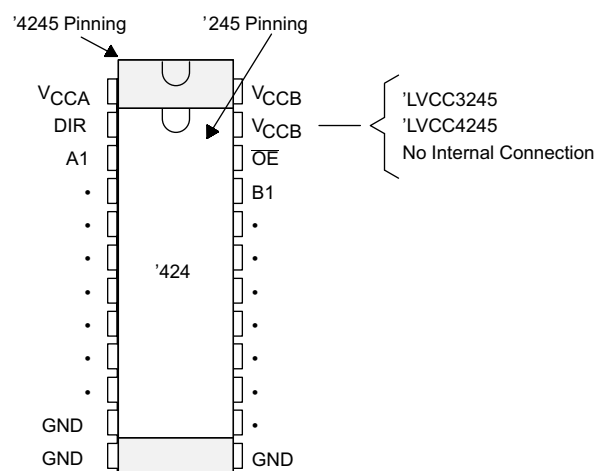 ’4245 Pinning
’245 Pinning
VCCA
VCCB
’LVCC3245
DIR
VCCB
’LVCC4245
A1
OE
No Internal Connection
B1
’424
GND
GND
GND